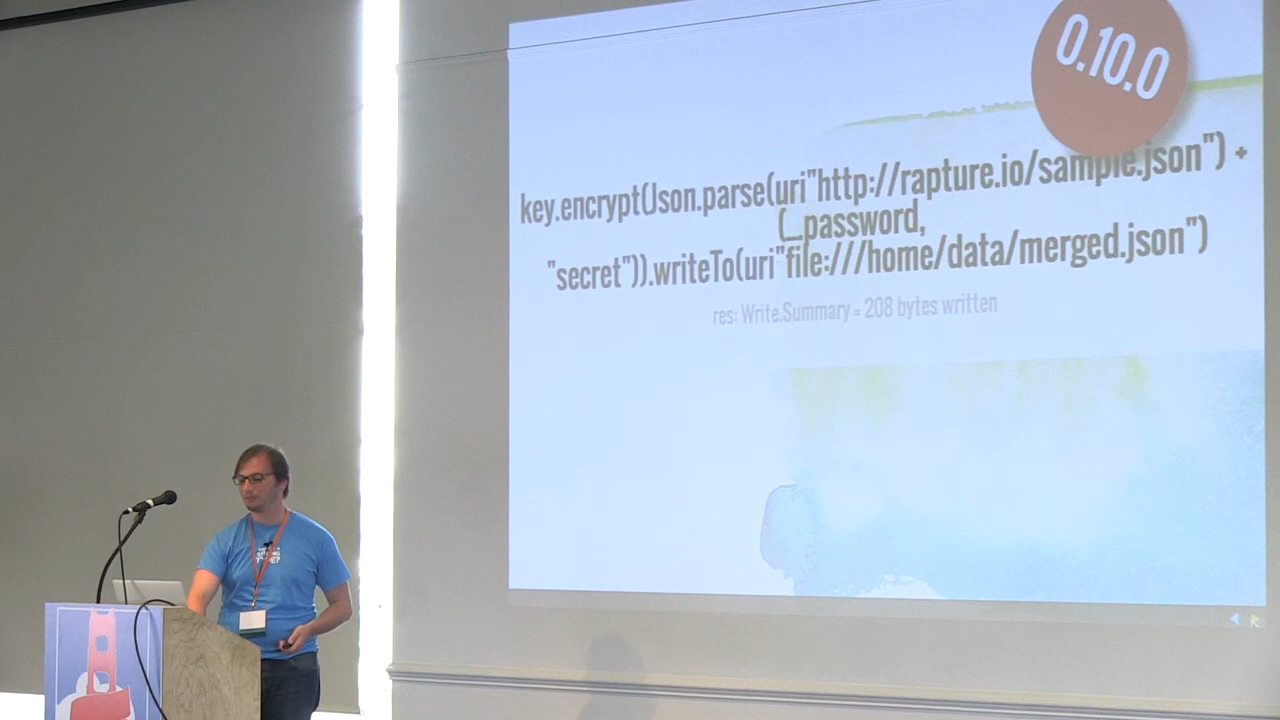 0.10.0
key.encrypt(Json.parse(uri"http://rapture.io/sample.json") +
(_.password,
"secret")).writeTo(uri"file:///home/data/merged.json")
res: Write.Summary = 208 bytes written